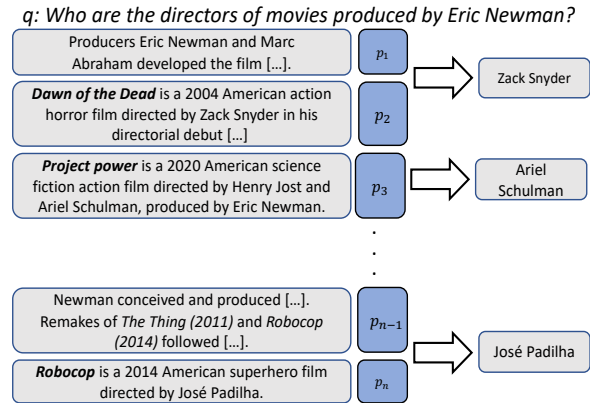 q: Who are the directors of movies produced by Eric Newman?
Producers Eric Newman and Marc
Abraham developed the film […].
p₁
Zack Snyder
Dawn of the Dead is a 2004 American action
horror film directed by Zack Snyder in his
directorial debut […]
p₂
Project power is a 2020 American science
fiction action film directed by Henry Jost and
Ariel Schulman, produced by Eric Newman.
p₃
Ariel
Schulman
.
.
.
Newman conceived and produced […].
Remakes of The Thing (2011) and Robocop
(2014) followed […].
pₙ₋₁
José Padilha
Robocop is a 2014 American superhero film
directed by José Padilha.
pₙ